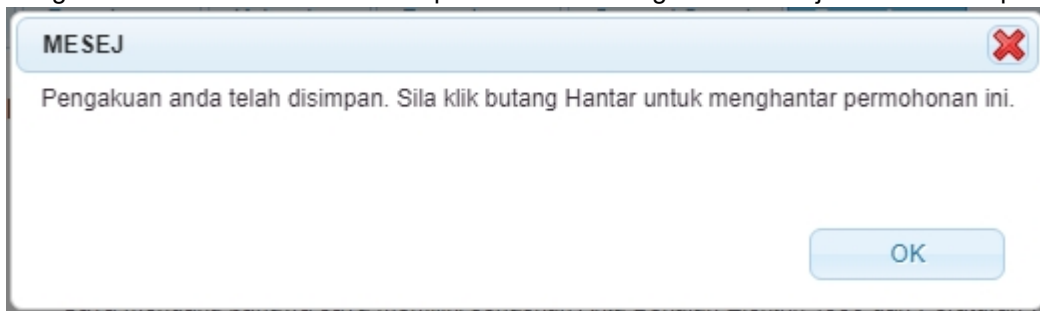 MESEJ
Pengakuan anda telah disimpan. Sila klik butang Hantar untuk menghantar permohonan ini.
OK